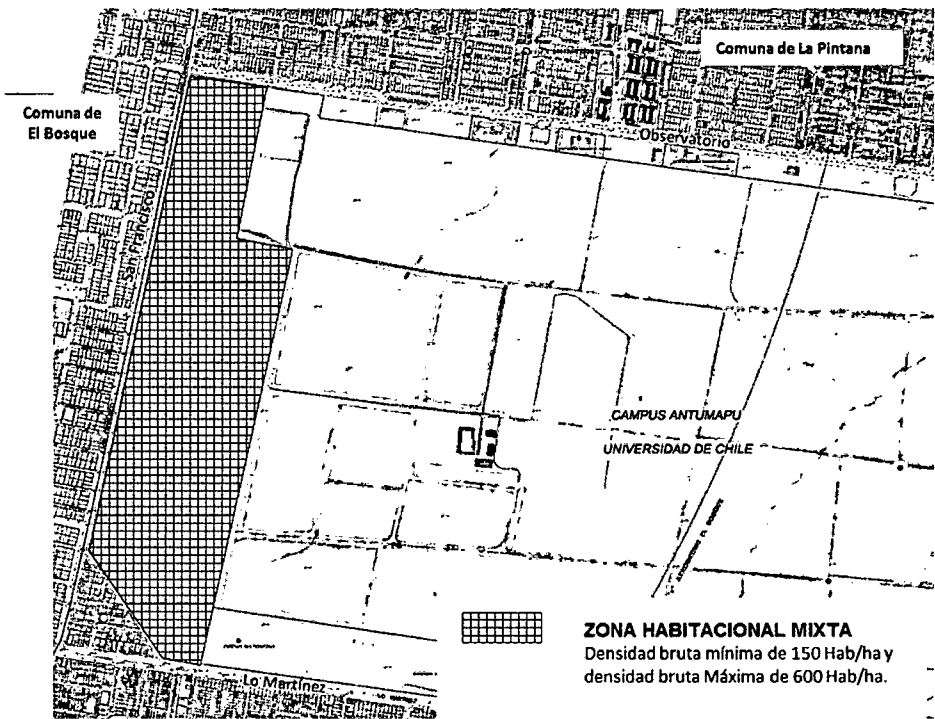 Comuna de La Pintana
Comuna de
El Bosque
Observatorio
San Francisco
CAMPUS ANTUMAPU
UNIVERSIDAD DE CHILE
ZONA HABITACIONAL MIXTA
Densidad bruta mínima de 150 Hab/ha y
densidad bruta Máxima de 600 Hab/ha.
Lo Martínez